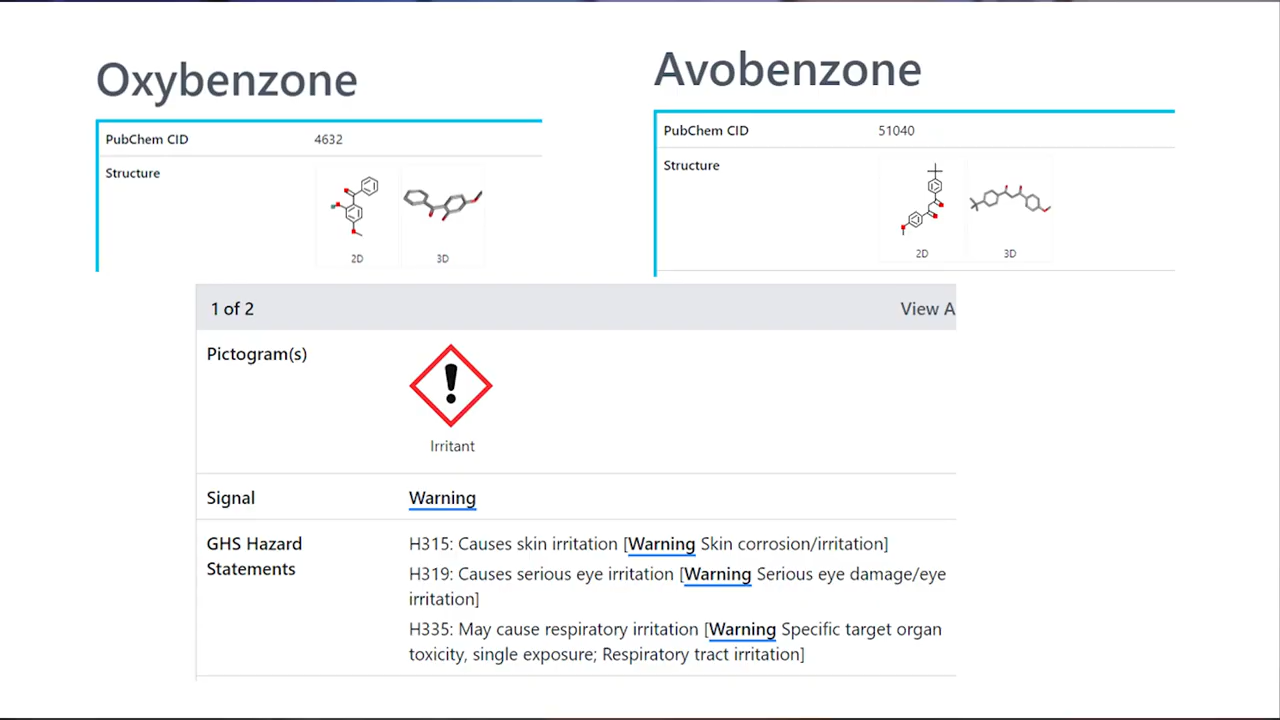 Oxybenzone
PubChem CID 4632
Structure
2D 3D
Avobenzone
PubChem CID 51040
Structure
2D 3D
1 of 2 View A
Pictogram(s)
Irritant
Signal Warning
GHS Hazard
Statements
H315: Causes skin irritation [Warning Skin corrosion/irritation]
H319: Causes serious eye irritation [Warning Serious eye damage/eye
irritation]
H335: May cause respiratory irritation [Warning Specific target organ
toxicity, single exposure; Respiratory tract irritation]